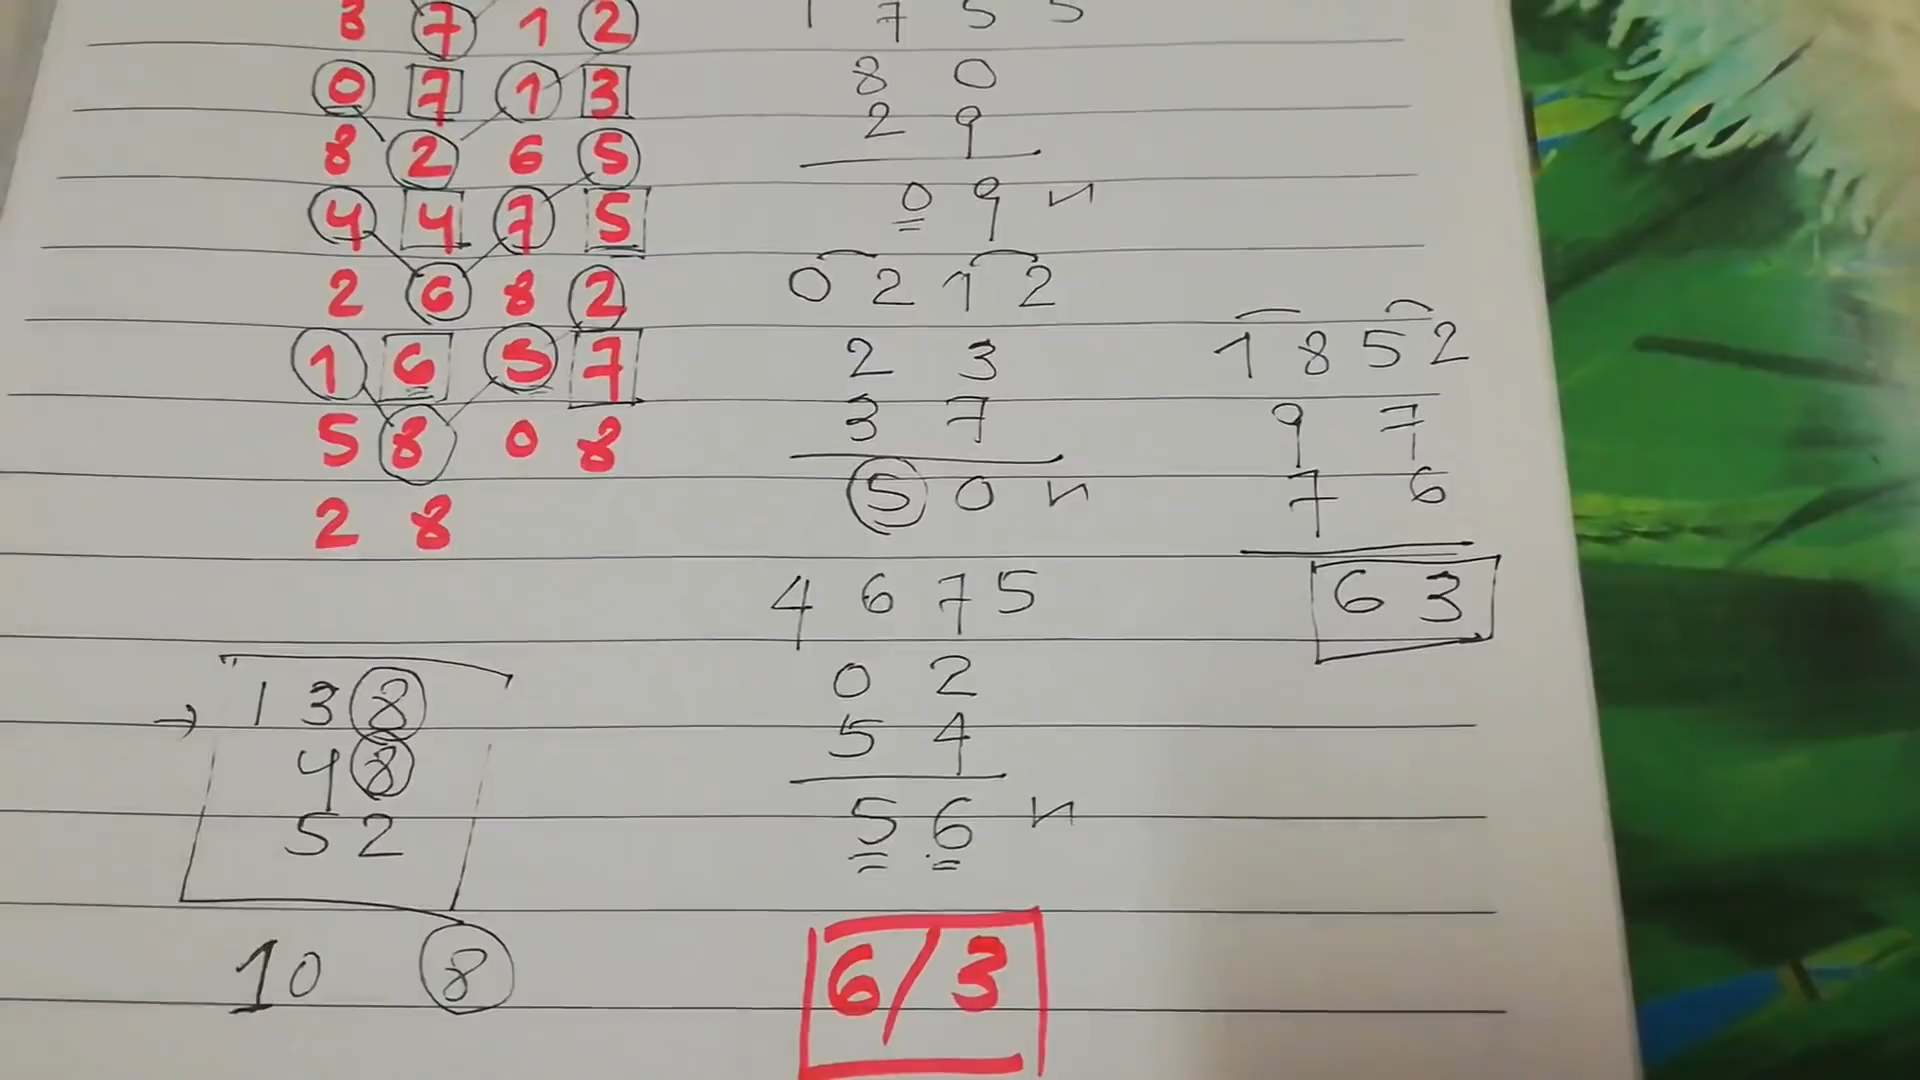 3 7 1 2
0 7 1 3
8 2 6 5
4 4 7 5
2 6 8 2
1 6 5 7
5 8 0 8
2 8
1 3 8
4 8
5 2
10 8
1 7 5 5
8 0
2 9
0 9 n
0 2 1 2
2 3
3 7
5 0 n
4 6 7 5
0 2
5 4
5 6 n
6/3
1 8 5 2
9 7
7 6
6 3